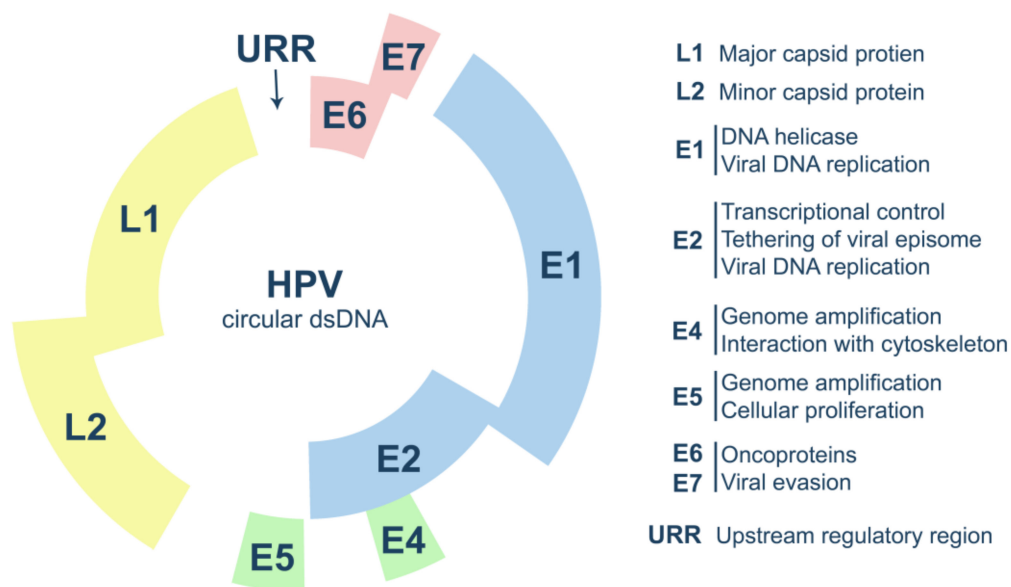 URR
E7
E6
L1
E1
HPV
circular dsDNA
L2
E2
E5
E4
L1 Major capsid protien
L2 Minor capsid protein
E1 DNA helicase
Viral DNA replication
E2 Transcriptional control
Tethering of viral episome
Viral DNA replication
E4 Genome amplification
Interaction with cytoskeleton
E5 Genome amplification
Cellular proliferation
E6 Oncoproteins
E7 Viral evasion
URR Upstream regulatory region